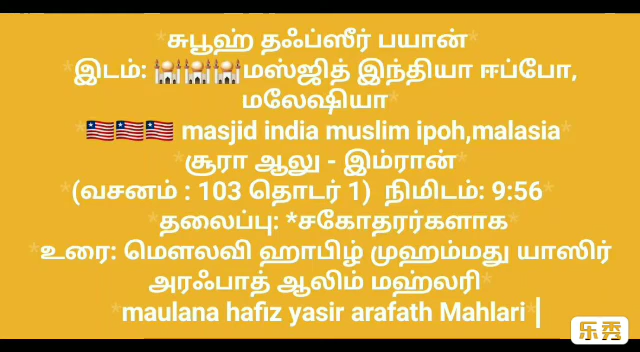 *சுபூஹ் தஃப்ஸீர் பயான்*
*இடம்: 🕌🕌🕌மஸ்ஜித் இந்தியா ஈப்போ,
மலேஷியா*
*🇱🇷🇱🇷🇱🇷 masjid india muslim ipoh,malasia*
*சூரா ஆலு - இம்ரான்*
*(வசனம் : 103 தொடர் 1) நிமிடம்: 9:56*
*தலைப்பு: *சகோதரர்களாக*
*உரை: மௌலவி ஹாபிழ் முஹம்மது யாஸிர்
அரஃபாத் ஆலிம் மஹ்லரி*
*maulana hafiz yasir arafath Mahlari*
乐秀